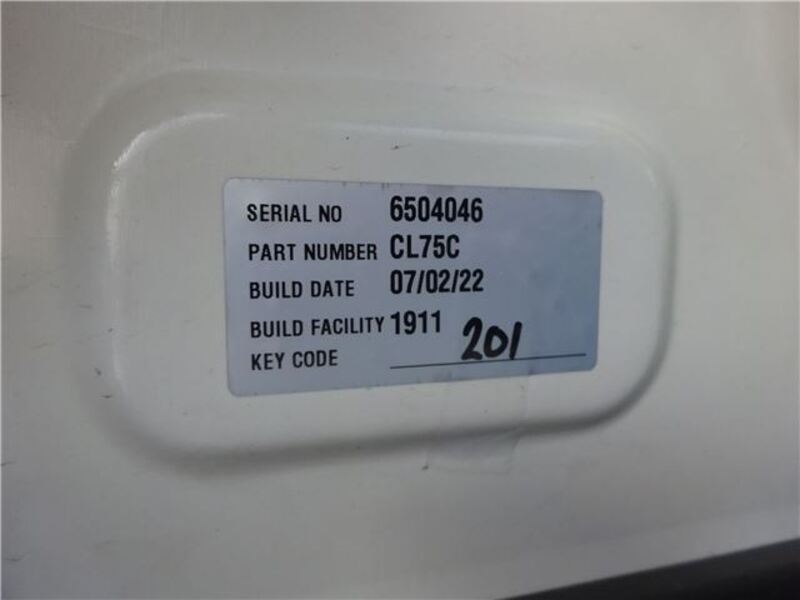 SERIAL NO 6504046
PART NUMBER CL75C
BUILD DATE 07/02/22
BUILD FACILITY 1911
KEY CODE 201